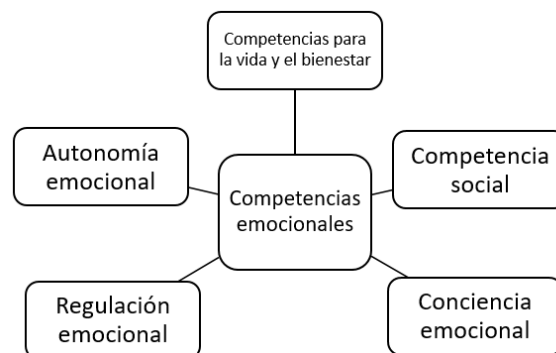 Competencias para
la vida y el bienestar
Autonomía
emocional
Competencia
social
Competencias
emocionales
Regulación
emocional
Conciencia
emocional